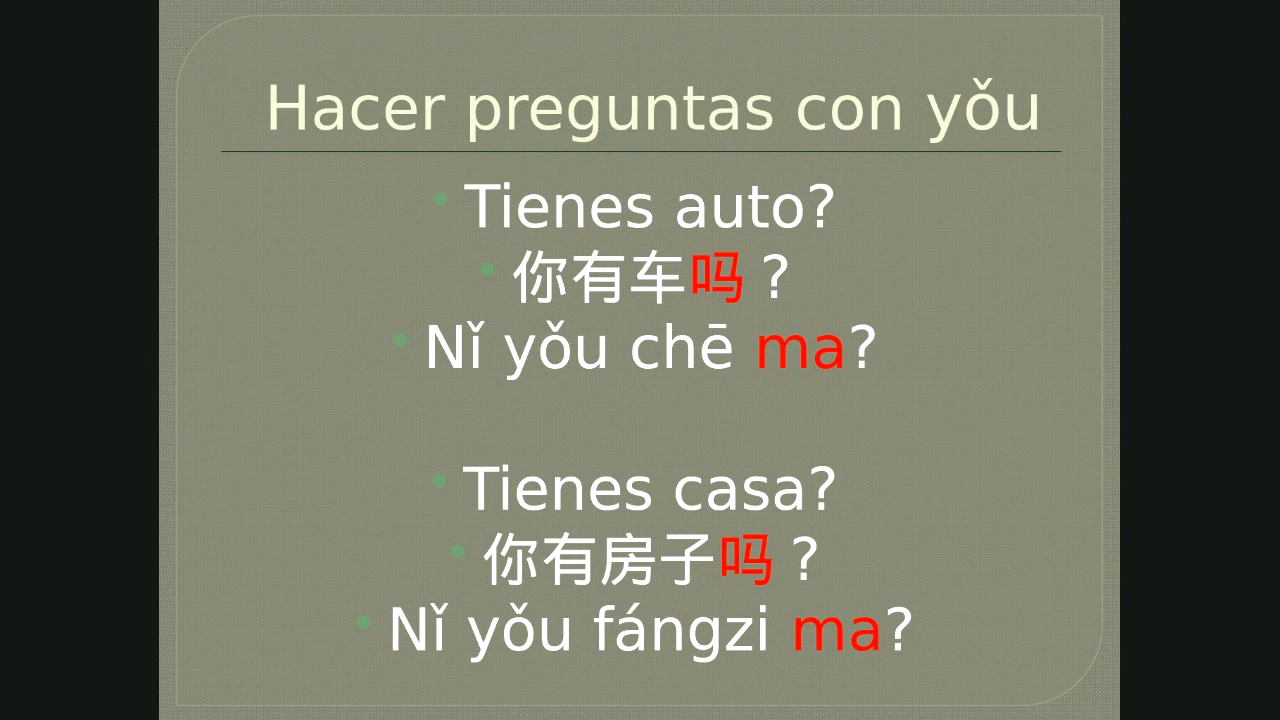 Hacer preguntas con yǒu
Tienes auto?
你有车吗 ?
Nǐ yǒu chē ma?
Tienes casa?
你有房子吗 ?
Nǐ yǒu fángzi ma?